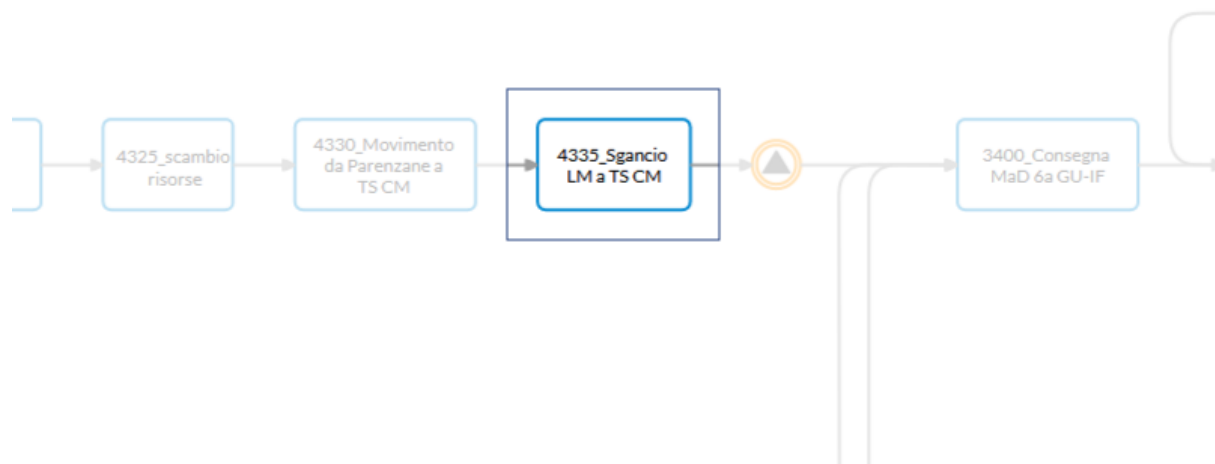 4325_scambio
risorse
4330_Movimento
da Parenzane a
TS CM
4335_Sgancio
LM a TS CM
3400_Consegna
MaD 6a GU-IF